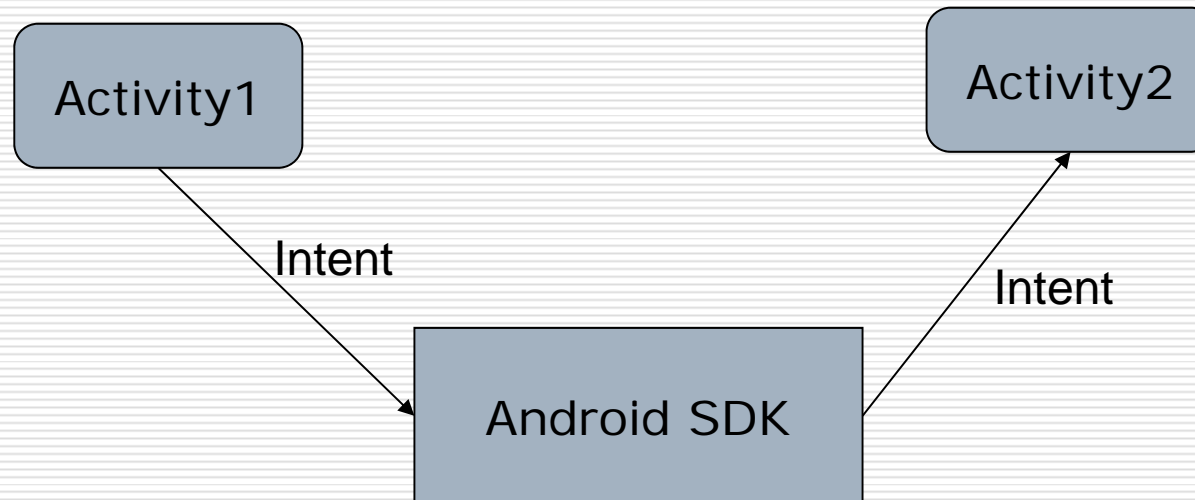 Activity1
Activity2
Intent
Intent
Android SDK